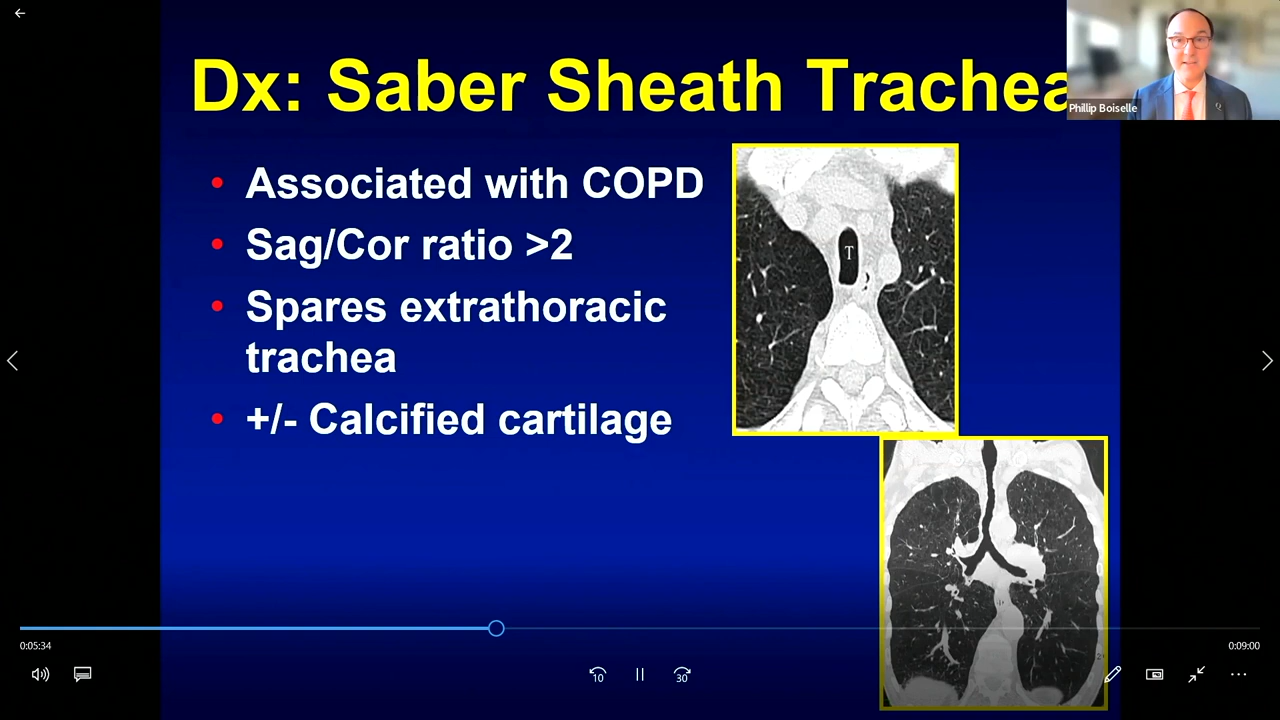 Dx: Saber Sheath Trachea
Phillip Boiselle
• Associated with COPD
• Sag/Cor ratio >2
• Spares extrathoracic
trachea
• +/- Calcified cartilage
T
0:05:34
0:09:00
10
30